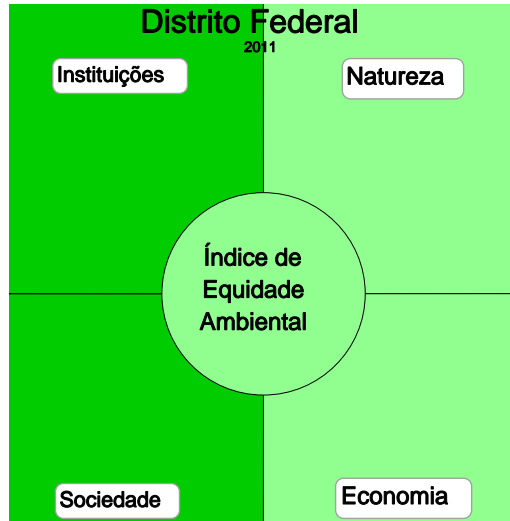 Distrito Federal
2011
Instituições
Natureza
Índice de
Equidade
Ambiental
Sociedade
Economia